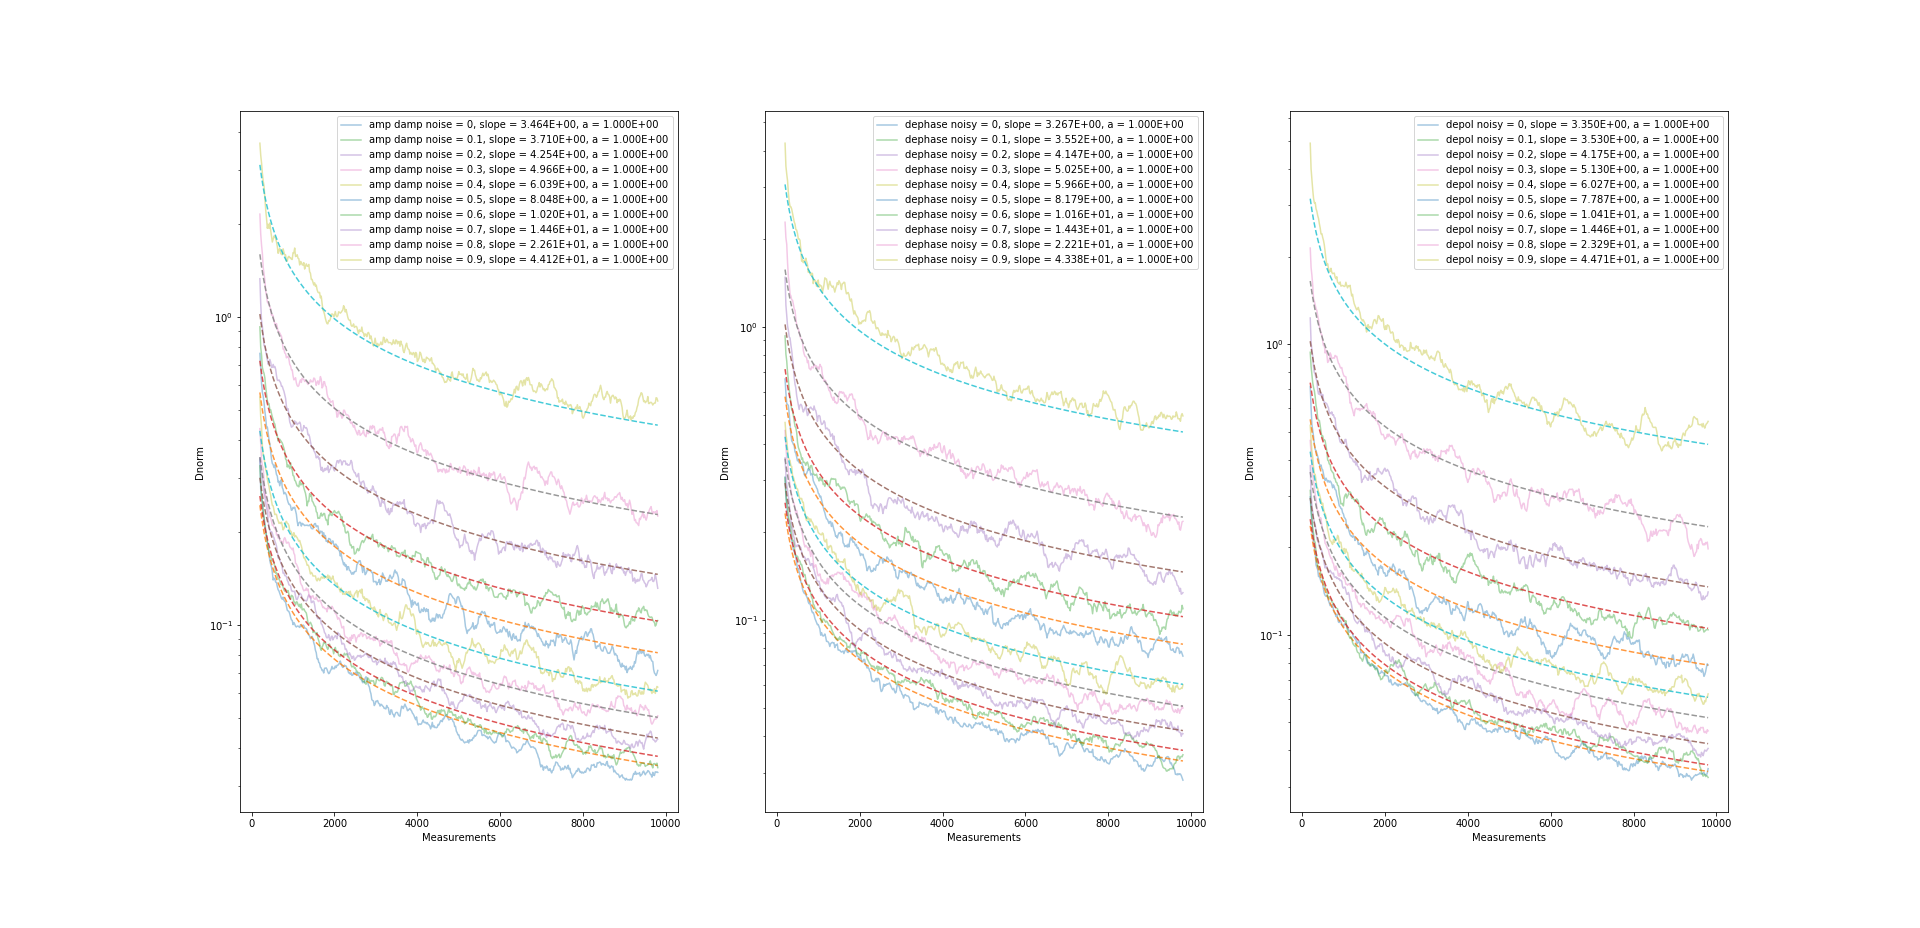 amp damp noise = 0, slope = 3.464E+00, a = 1.000E+00
amp damp noise = 0.1, slope = 3.710E+00, a = 1.000E+00
amp damp noise = 0.2, slope = 4.254E+00, a = 1.000E+00
amp damp noise = 0.3, slope = 4.966E+00, a = 1.000E+00
amp damp noise = 0.4, slope = 6.039E+00, a = 1.000E+00
amp damp noise = 0.5, slope = 8.048E+00, a = 1.000E+00
amp damp noise = 0.6, slope = 1.020E+01, a = 1.000E+00
amp damp noise = 0.7, slope = 1.446E+01, a = 1.000E+00
amp damp noise = 0.8, slope = 2.261E+01, a = 1.000E+00
amp damp noise = 0.9, slope = 4.412E+01, a = 1.000E+00
10⁰
10⁻¹
Dnorm
0 2000 4000 6000 8000 10000
Measurements
dephase noisy = 0, slope = 3.267E+00, a = 1.000E+00
dephase noisy = 0.1, slope = 3.552E+00, a = 1.000E+00
dephase noisy = 0.2, slope = 4.147E+00, a = 1.000E+00
dephase noisy = 0.3, slope = 5.025E+00, a = 1.000E+00
dephase noisy = 0.4, slope = 5.966E+00, a = 1.000E+00
dephase noisy = 0.5, slope = 8.179E+00, a = 1.000E+00
dephase noisy = 0.6, slope = 1.016E+01, a = 1.000E+00
dephase noisy = 0.7, slope = 1.443E+01, a = 1.000E+00
dephase noisy = 0.8, slope = 2.221E+01, a = 1.000E+00
dephase noisy = 0.9, slope = 4.338E+01, a = 1.000E+00
10⁰
10⁻¹
Dnorm
0 2000 4000 6000 8000 10000
Measurements
depol noisy = 0, slope = 3.350E+00, a = 1.000E+00
depol noisy = 0.1, slope = 3.530E+00, a = 1.000E+00
depol noisy = 0.2, slope = 4.175E+00, a = 1.000E+00
depol noisy = 0.3, slope = 5.130E+00, a = 1.000E+00
depol noisy = 0.4, slope = 6.027E+00, a = 1.000E+00
depol noisy = 0.5, slope = 7.787E+00, a = 1.000E+00
depol noisy = 0.6, slope = 1.041E+01, a = 1.000E+00
depol noisy = 0.7, slope = 1.446E+01, a = 1.000E+00
depol noisy = 0.8, slope = 2.329E+01, a = 1.000E+00
depol noisy = 0.9, slope = 4.471E+01, a = 1.000E+00
10⁰
10⁻¹
Dnorm
0 2000 4000 6000 8000 10000
Measurements